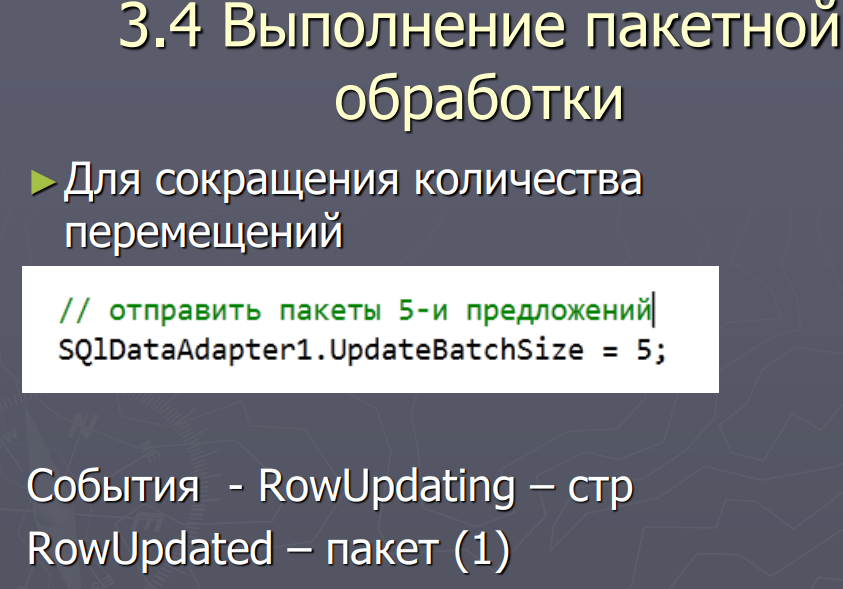 3.4 Выполнение пакетной
обработки
►Для сокращения количества
перемещений
// отправить пакеты 5-и предложений
SQlDataAdapter1.UpdateBatchSize = 5;
События - RowUpdating – стр
RowUpdated – пакет (1)